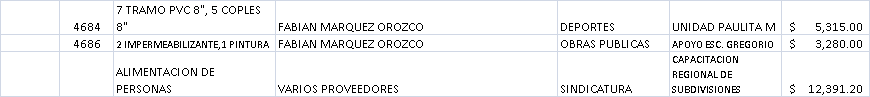 7 TRAMO PVC 8", 5 COPLES
4684 8" FABIAN MARQUEZ OROZCO DEPORTES UNIDAD PAULITA M $ 5,315.00
4686 2 IMPERMEABILIZANTE,1 PINTURA FABIAN MARQUEZ OROZCO OBRAS PUBLICAS APOYO ESC. GREGORIO $ 3,280.00
CAPACITACION
ALIMENTACION DE REGIONAL DE
PERSONAS VARIOS PROVEEDORES SINDICATURA SUBDIVISIONES $ 12,391.20